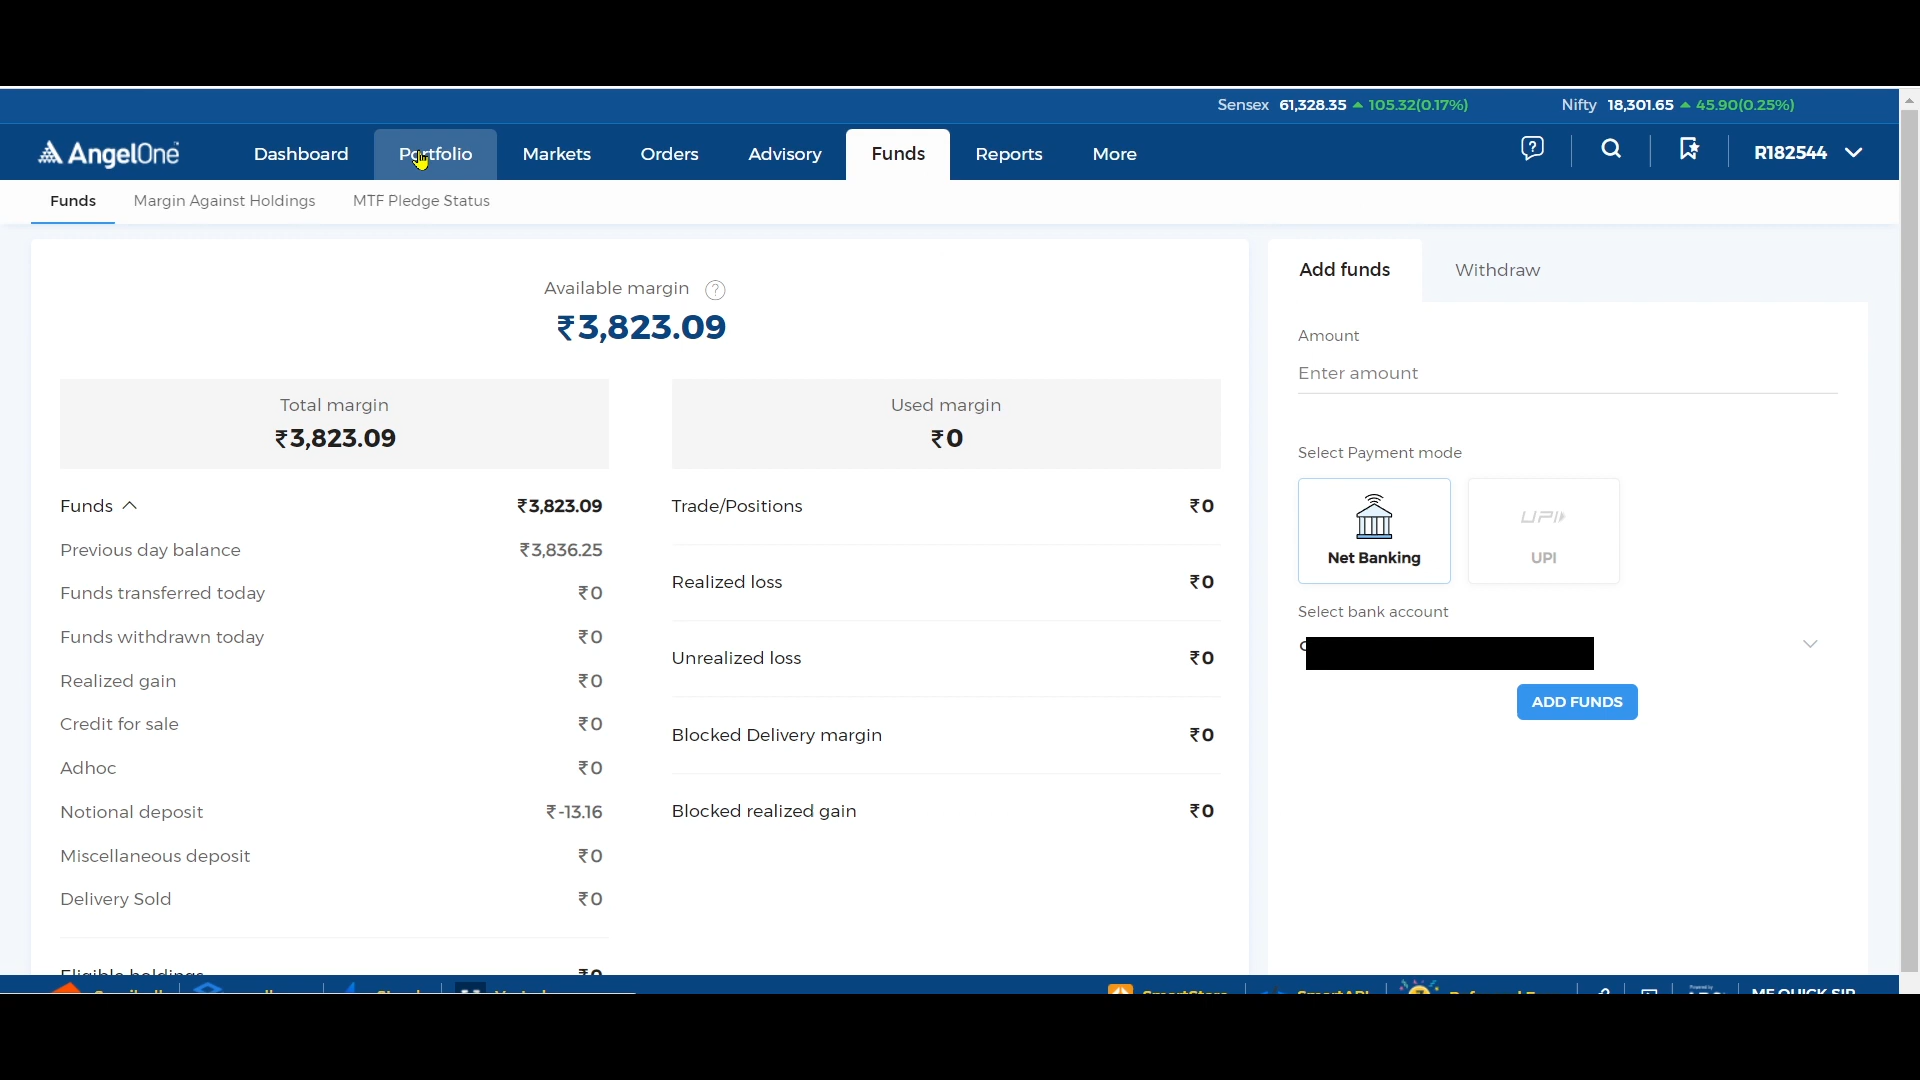 Sensex 61,328.35 105.32(0.17%) Nifty 18,301.65 45.90(0.25%)
AngelOne Dashboard Portfolio Markets Orders Advisory Funds Reports More R182544
Funds Margin Against Holdings MTF Pledge Status
Available margin ?
₹3,823.09
Total margin
₹3,823.09
Used margin
₹0
Funds ₹3,823.09
Previous day balance ₹3,836.25
Funds transferred today ₹0
Funds withdrawn today ₹0
Realized gain ₹0
Credit for sale ₹0
Adhoc ₹0
Notional deposit ₹-13.16
Miscellaneous deposit ₹0
Delivery Sold ₹0
Eligible holdings ₹0
Trade/Positions ₹0
Realized loss ₹0
Unrealized loss ₹0
Blocked Delivery margin ₹0
Blocked realized gain ₹0
Add funds Withdraw
Amount
Enter amount
Select Payment mode
Net Banking
UPI
UPI
Select bank account
ADD FUNDS